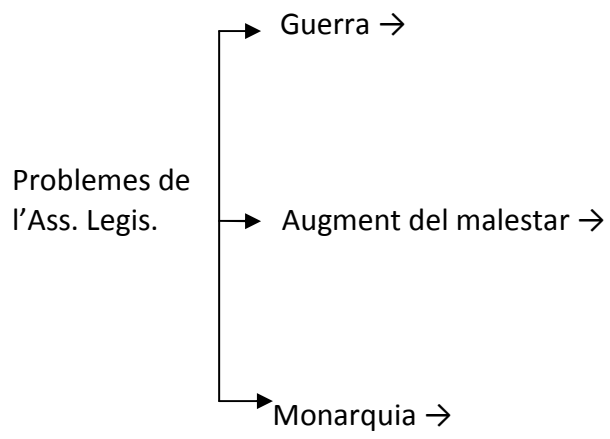 Guerra →
Problemes de
l’Ass. Legis.
Augment del malestar →
Monarquia →